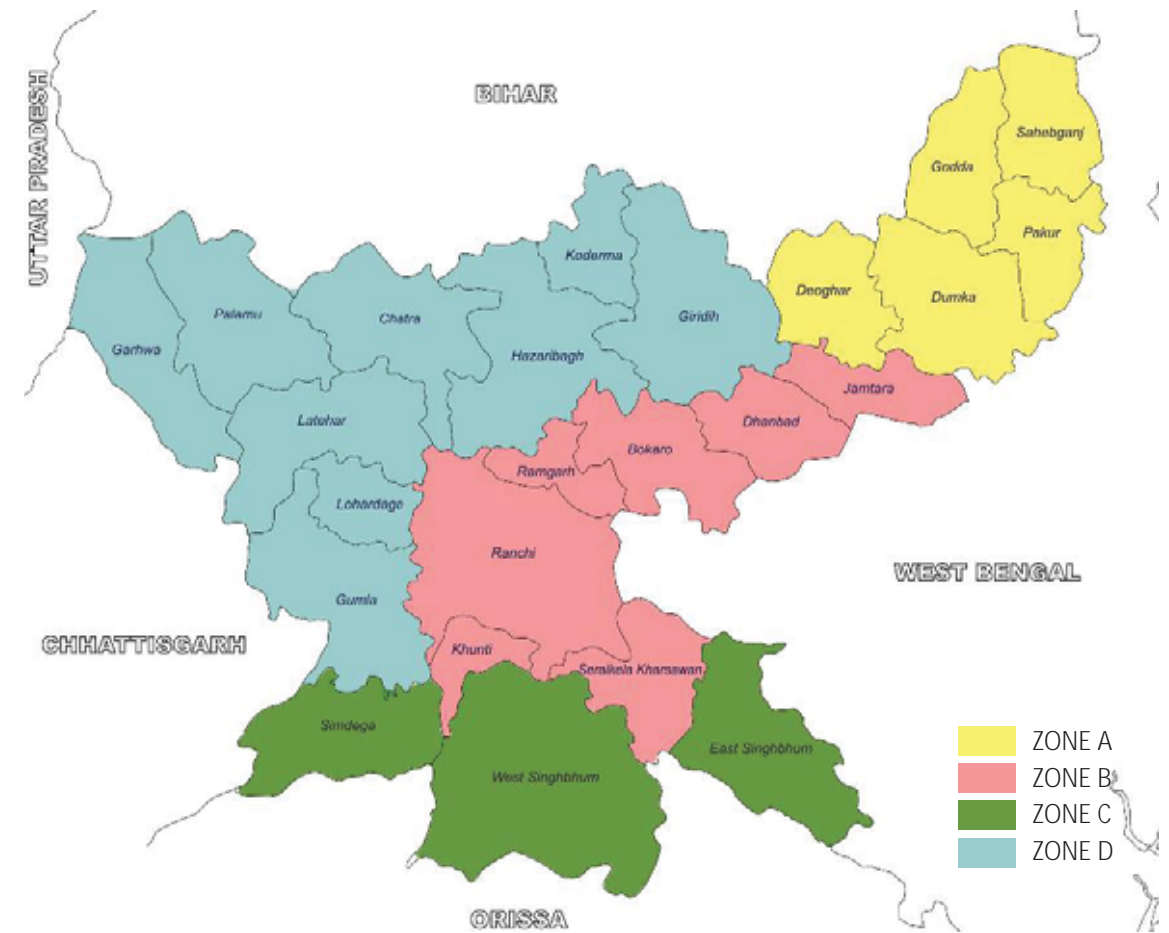 BIHAR
UTTAR PRADESH
Sahebganj
Godda
Pakur
Koderma
Deoghar
Dumka
Palamu
Chatra
Giridih
Garhwa
Hazaribagh
Jamtara
Latehar
Dhanbad
Bokaro
Ramgarh
Lohardaga
Ranchi
WEST BENGAL
Gumla
CHHATTISGARH
Khunti
Seraikela Kharsawan
Simdega
East Singhbhum
West Singhbhum
ZONE A
ZONE B
ZONE C
ZONE D
ORISSA